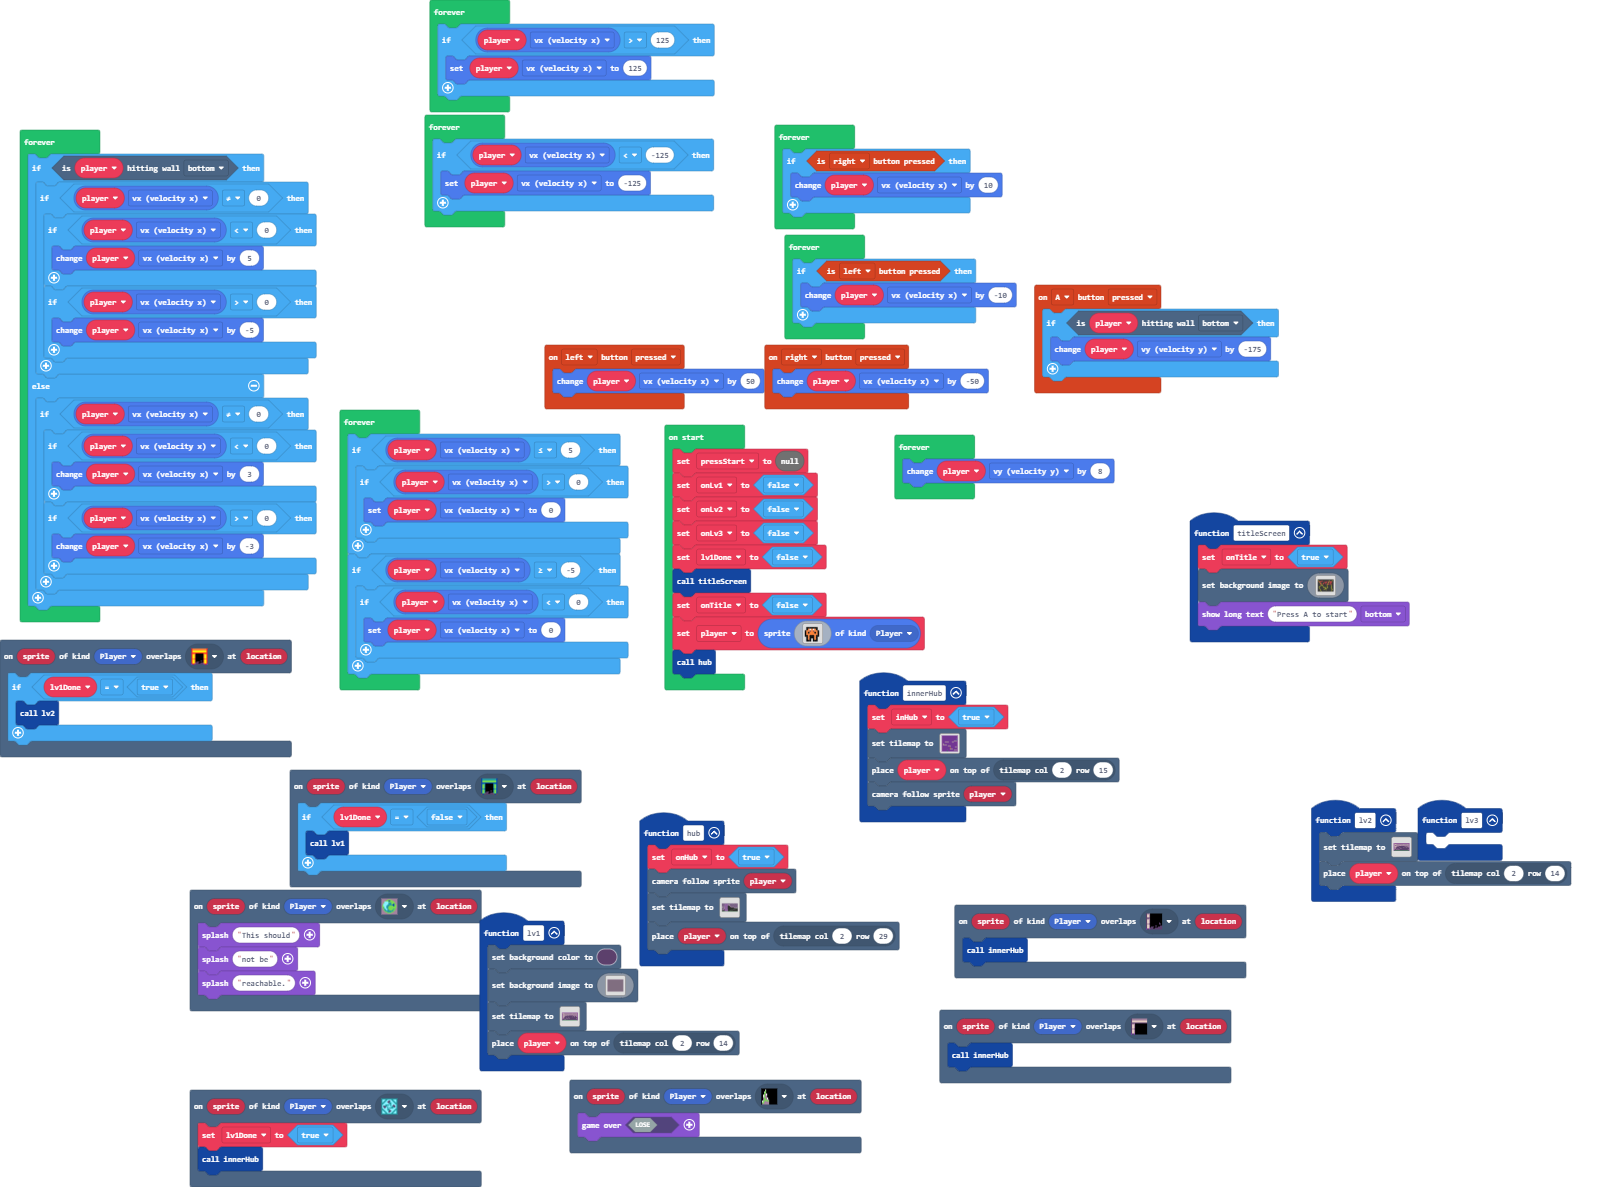 forever
if player vx (velocity x) > 125 then
set player vx (velocity x) to 125
forever
if player vx (velocity x) < -125 then
set player vx (velocity x) to -125
forever
if is player hitting wall bottom then
if player vx (velocity x) ≠ 0 then
if player vx (velocity x) < 0 then
change player vx (velocity x) by 5
if player vx (velocity x) > 0 then
change player vx (velocity x) by -5
else
if player vx (velocity x) ≠ 0 then
if player vx (velocity x) < 0 then
change player vx (velocity x) by 3
if player vx (velocity x) > 0 then
change player vx (velocity x) by -3
forever
if is right button pressed then
change player vx (velocity x) by 10
forever
if is left button pressed then
change player vx (velocity x) by -10
on A button pressed
if is player hitting wall bottom then
change player vy (velocity y) by -175
on left button pressed
change player vx (velocity x) by 50
on right button pressed
change player vx (velocity x) by -50
forever
if player vx (velocity x) ≤ 5 then
if player vx (velocity x) > 0 then
set player vx (velocity x) to 0
if player vx (velocity x) ≥ -5 then
if player vx (velocity x) < 0 then
set player vx (velocity x) to 0
on start
set pressStart to null
set onLv1 to false
set onLv2 to false
set onLv3 to false
set lv1Done to false
call titleScreen
set onTitle to false
set player to sprite of kind Player
call hub
forever
change player vy (velocity y) by 8
function titleScreen
set onTitle to true
set background image to
show long text "Press A to start" bottom
on sprite of kind Player overlaps at location
if lv1Done = true then
call lv2
function innerHub
set inHub to true
set tilemap to
place player on top of tilemap col 2 row 15
camera follow sprite player
on sprite of kind Player overlaps at location
if lv1Done = false then
call lv1
function hub
set onHub to true
camera follow sprite player
set tilemap to
place player on top of tilemap col 2 row 29
function lv2
set tilemap to
place player on top of tilemap col 2 row 14
function lv3
on sprite of kind Player overlaps at location
splash "This should"
splash "not be"
splash "reachable."
function lv1
set background color to
set background image to
set tilemap to
place player on top of tilemap col 2 row 14
on sprite of kind Player overlaps at location
call innerHub
on sprite of kind Player overlaps at location
call innerHub
on sprite of kind Player overlaps at location
set lv1Done to true
call innerHub
on sprite of kind Player overlaps at location
game over LOSE